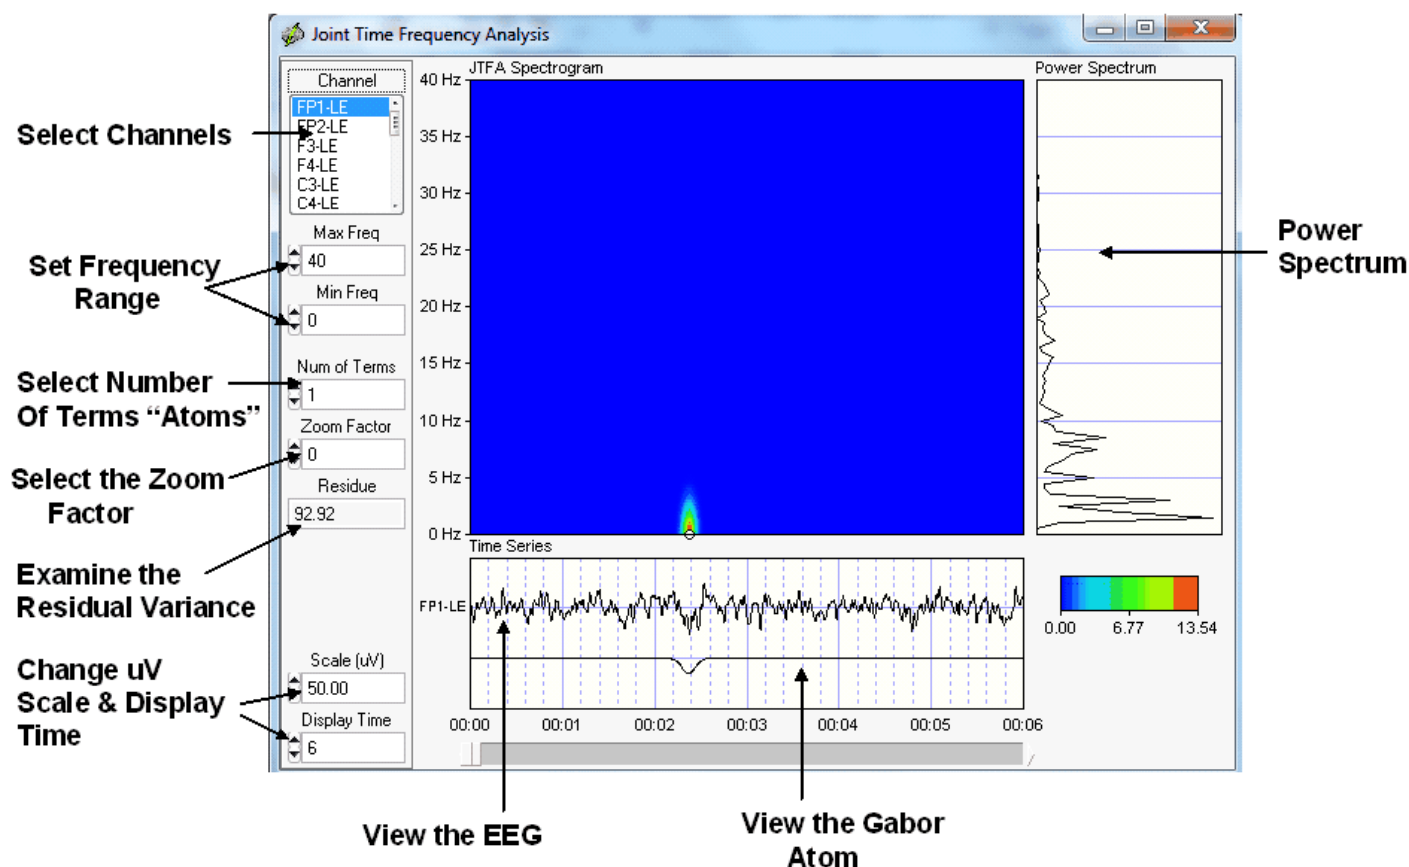 Joint Time Frequency Analysis
Channel
FP1-LE
FP2-LE
F3-LE
F4-LE
C3-LE
C4-LE
Max Freq
40
Min Freq
0
Num of Terms
1
Zoom Factor
0
Residue
92.92
Scale (uV)
50.00
Display Time
6
JTFA Spectrogram
40 Hz
35 Hz
30 Hz
25 Hz
20 Hz
15 Hz
10 Hz
5 Hz
0 Hz
Time Series
FP1-LE
00:00 00:01 00:02 00:03 00:04 00:05 00:06
Power Spectrum
0.00 6.77 13.54
Select Channels
Set Frequency
Range
Select Number
Of Terms “Atoms”
Select the Zoom
Factor
Examine the
Residual Variance
Change uV
Scale & Display
Time
View the EEG
View the Gabor
Atom
Power
Spectrum